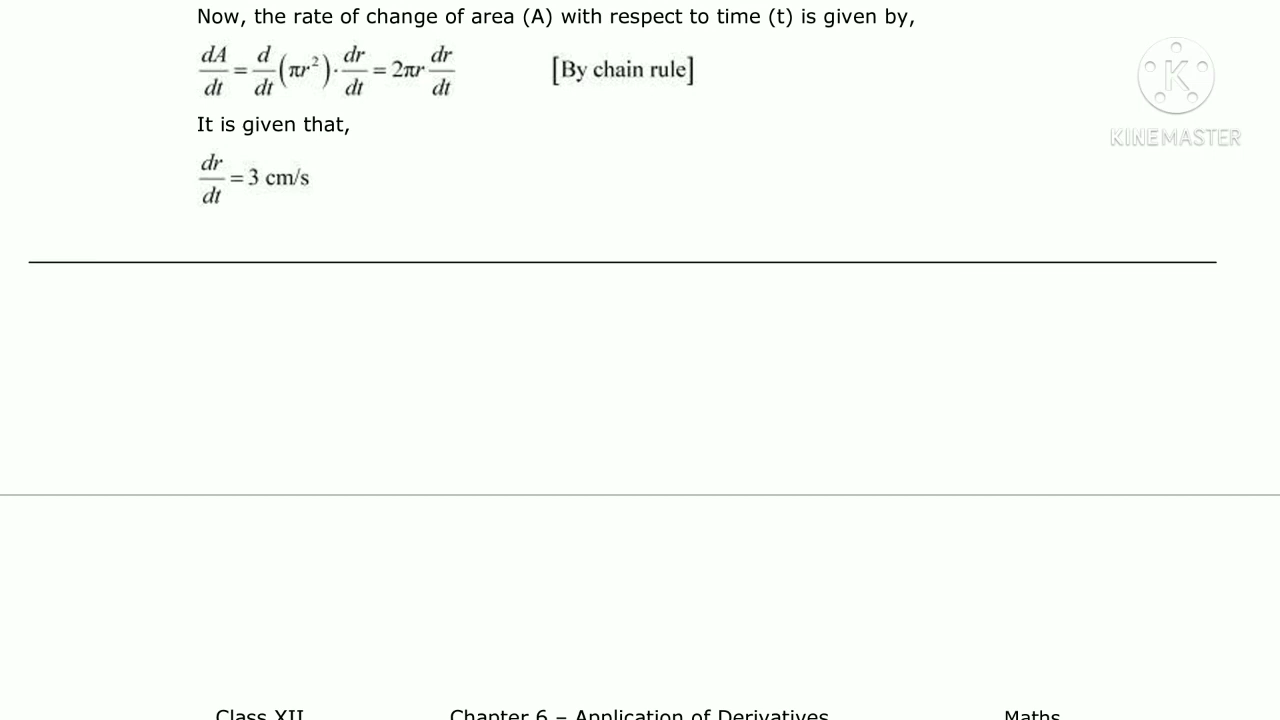 Now, the rate of change of area (A) with respect to time (t) is given by,
dA/dt = d/dt (πr²) · dr/dt = 2πr dr/dt [By chain rule]
KINEMASTER
It is given that,
dr/dt = 3 cm/s
Class XII Chapter 6 – Application of Derivatives Maths